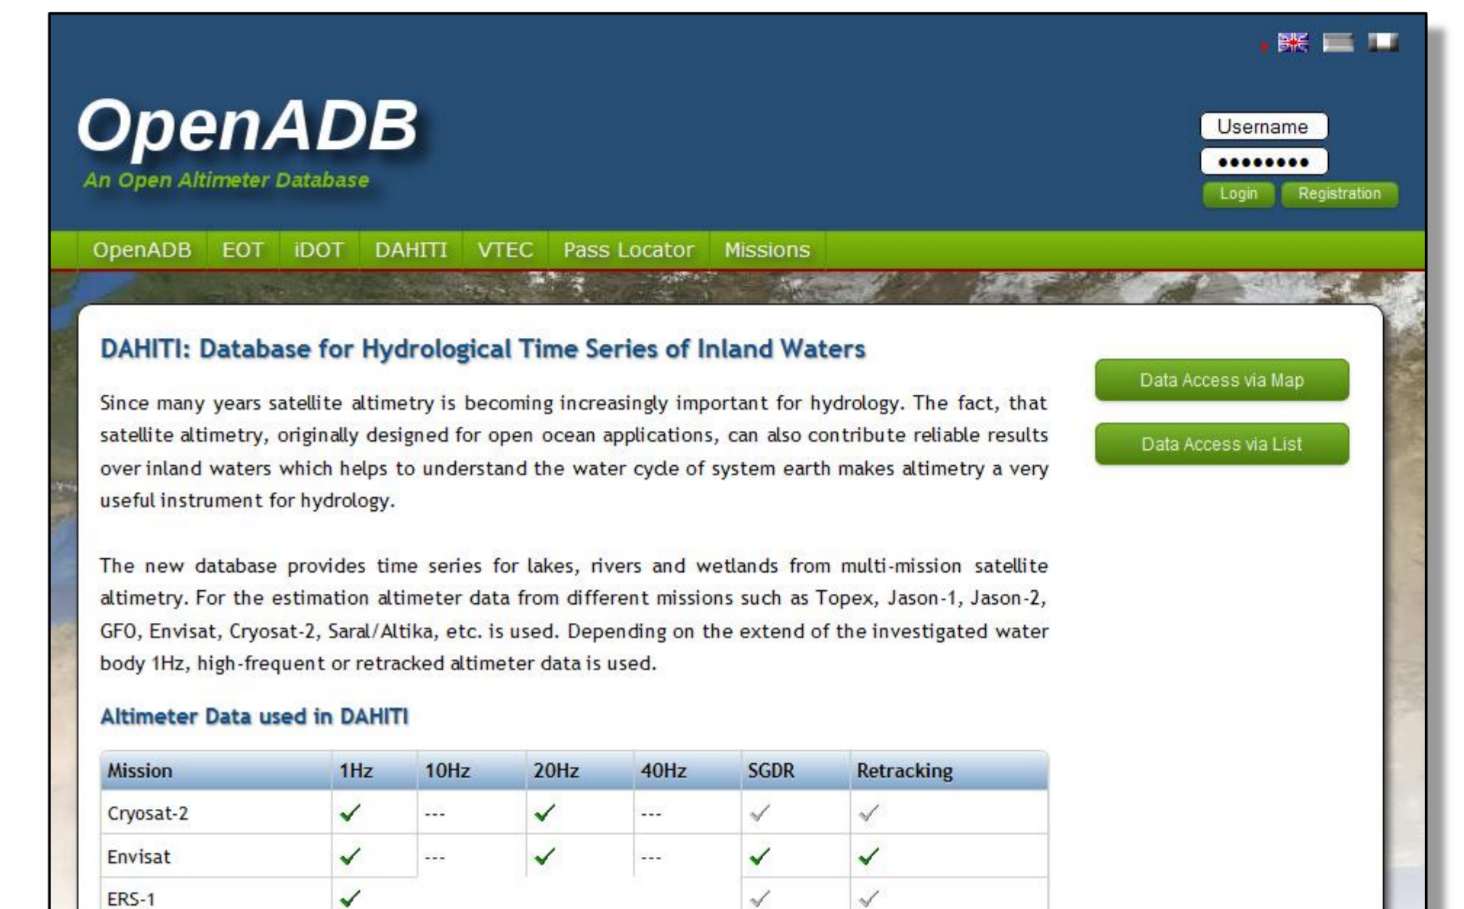 OpenADB
An Open Altimeter Database
Username
••••••••
Login Registration
OpenADB EOT iDOT DAHITI VTEC Pass Locator Missions
DAHITI: Database for Hydrological Time Series of Inland Waters
Data Access via Map
Data Access via List
Since many years satellite altimetry is becoming increasingly important for hydrology. The fact, that
satellite altimetry, originally designed for open ocean applications, can also contribute reliable results
over inland waters which helps to understand the water cycle of system earth makes altimetry a very
useful instrument for hydrology.
The new database provides time series for lakes, rivers and wetlands from multi-mission satellite
altimetry. For the estimation altimeter data from different missions such as Topex, Jason-1, Jason-2,
GFO, Envisat, Cryosat-2, Saral/Altika, etc. is used. Depending on the extend of the investigated water
body 1Hz, high-frequent or retracked altimeter data is used.
Altimeter Data used in DAHITI
Mission 1Hz 10Hz 20Hz 40Hz SGDR Retracking
Cryosat-2 ✓ --- ✓ --- ✓ ✓
Envisat ✓ --- ✓ --- ✓ ✓
ERS-1 ✓ ✓ ✓